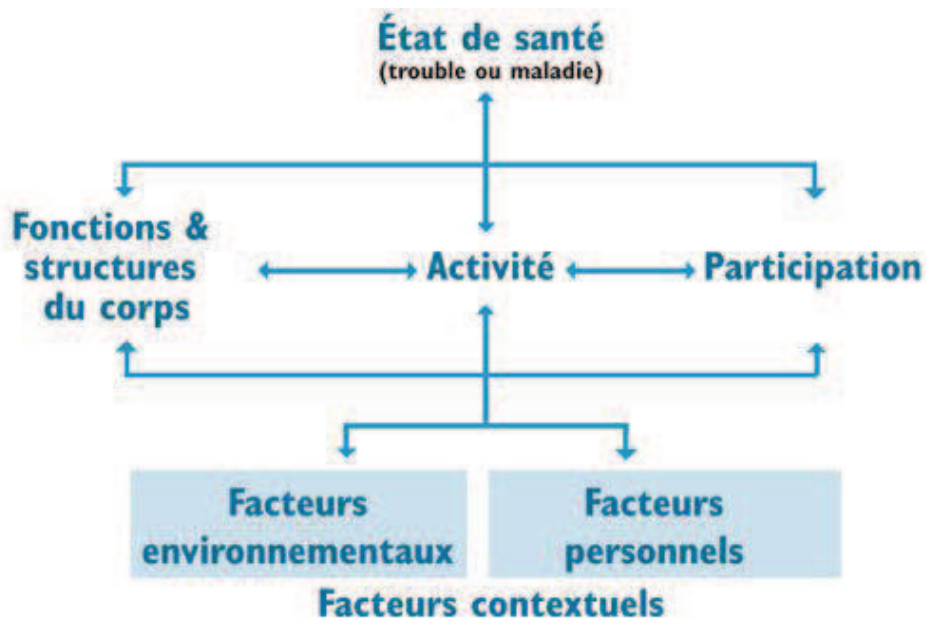 État de santé
(trouble ou maladie)
Fonctions &
structures
du corps
Activité
Participation
Facteurs
environnementaux
Facteurs
personnels
Facteurs contextuels